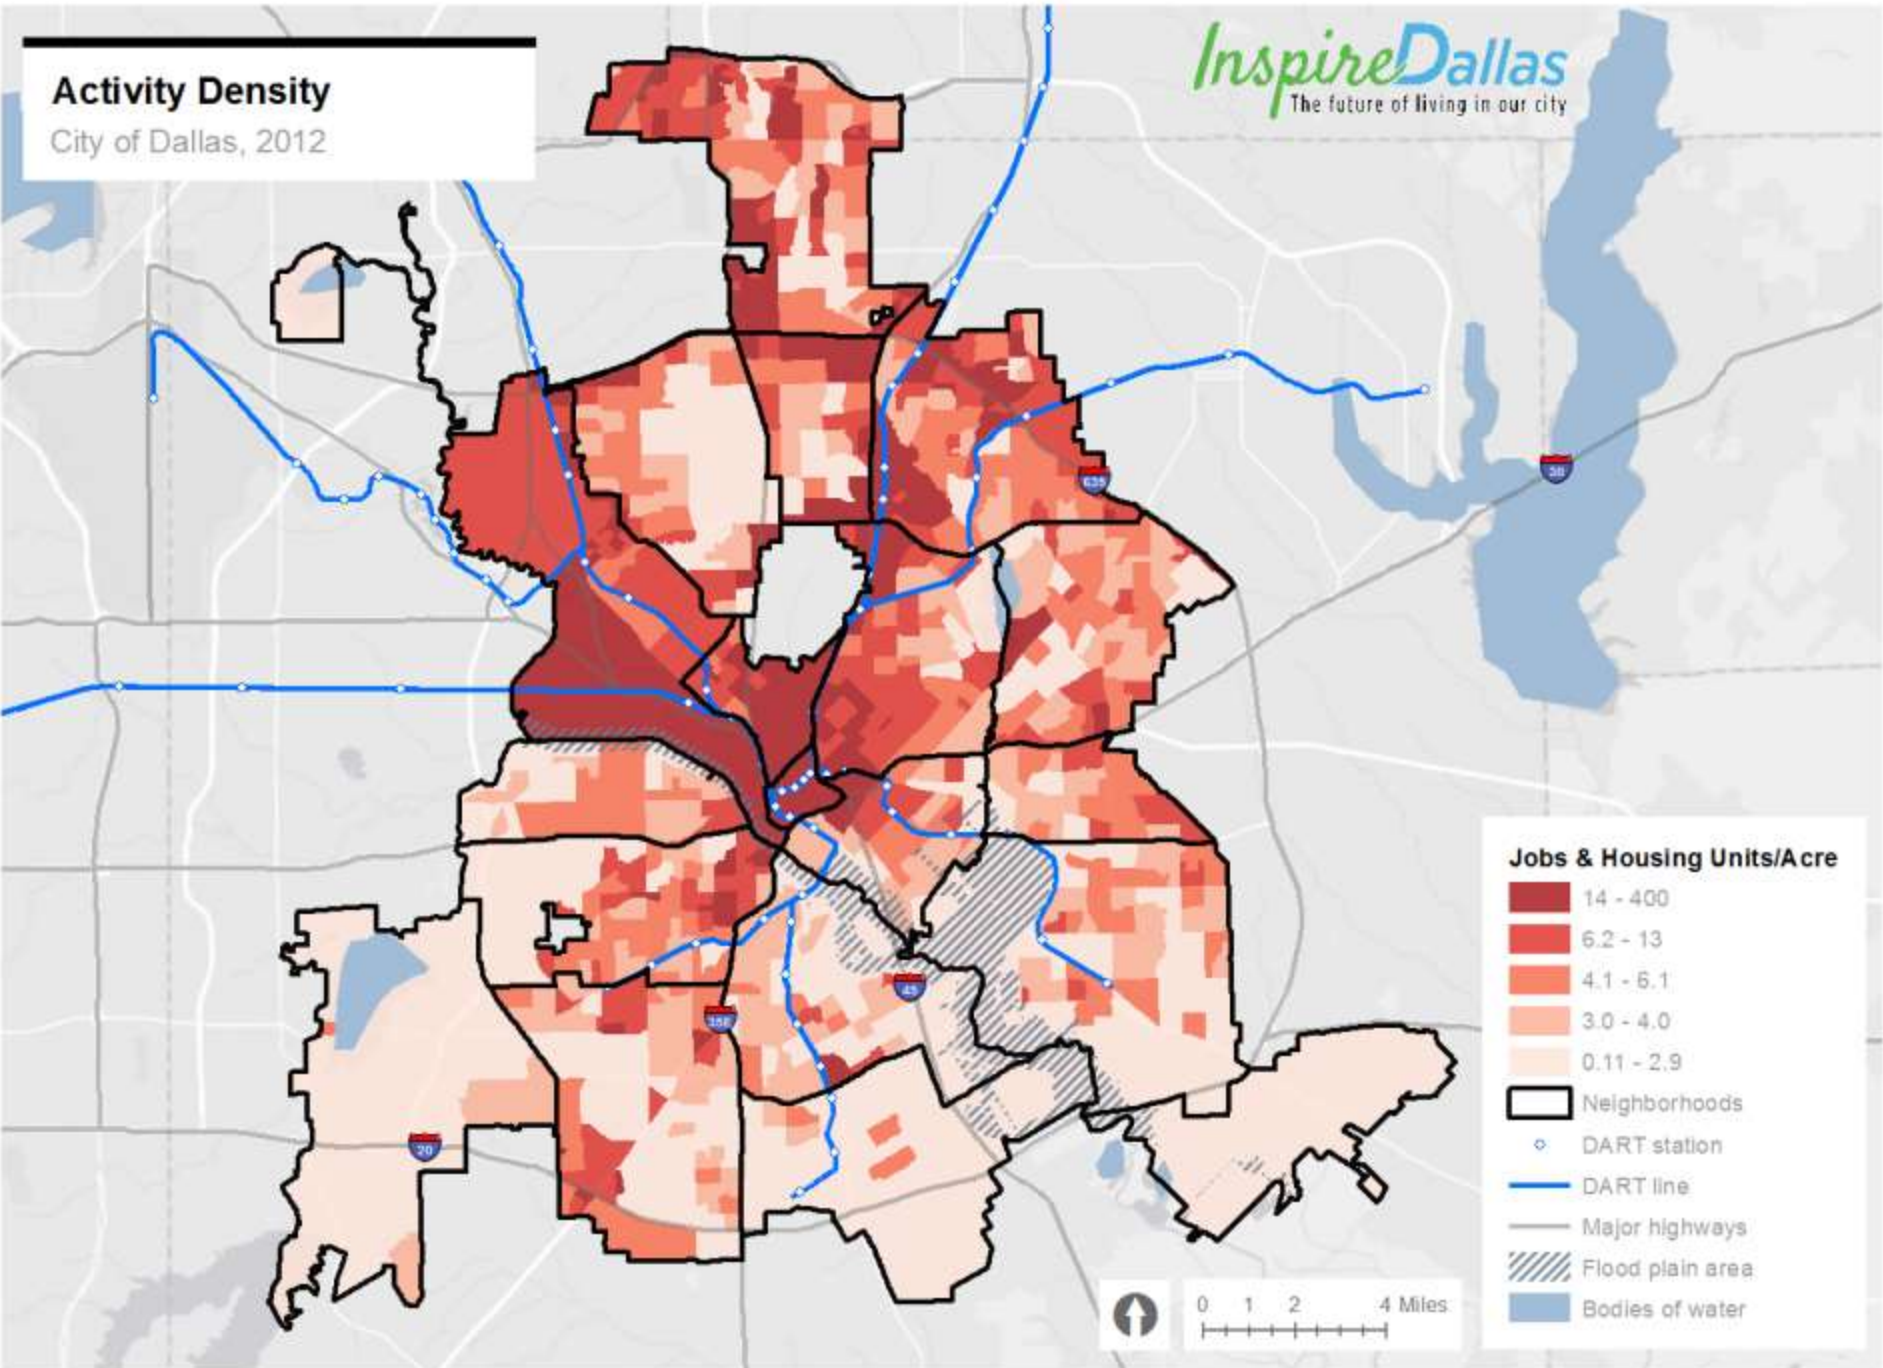 Activity Density
City of Dallas, 2012
InspireDallas
The future of living in our city
635
30
45
35E
20
Jobs & Housing Units/Acre
14 - 400
6.2 - 13
4.1 - 6.1
3.0 - 4.0
0.11 - 2.9
Neighborhoods
DART station
DART line
Major highways
Flood plain area
Bodies of water
0 1 2 4 Miles